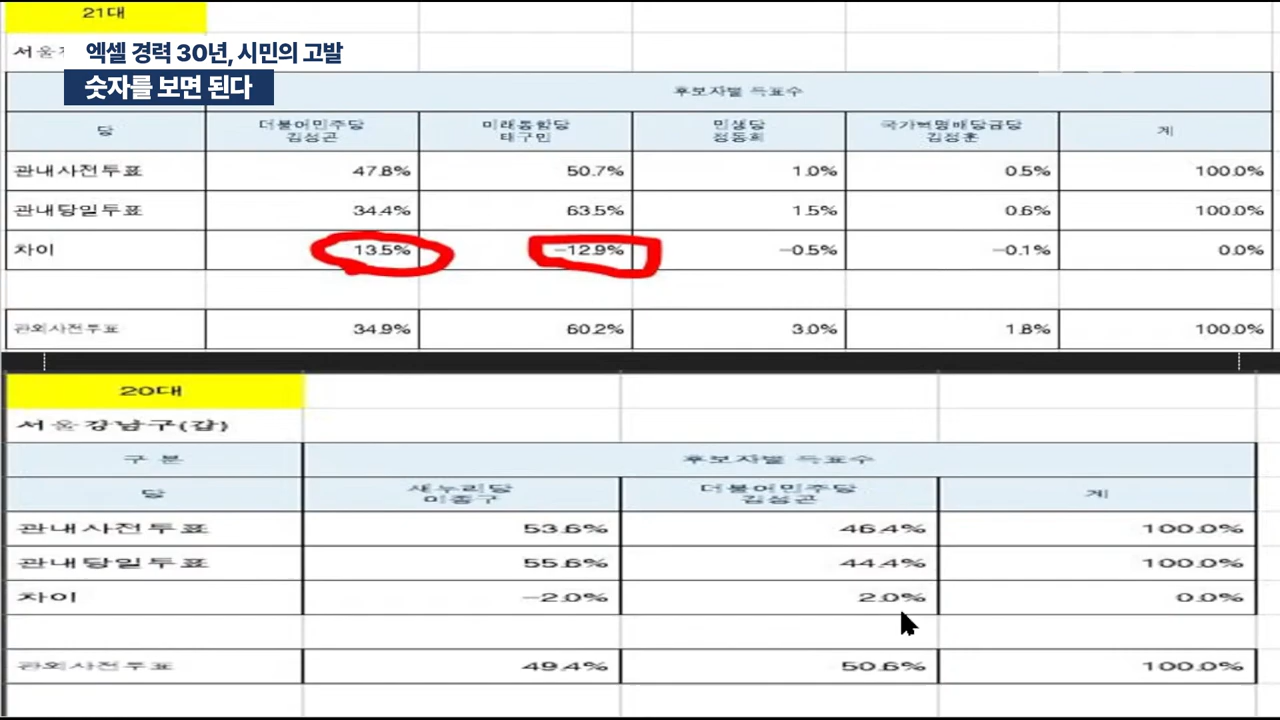 21대
서울
엑셀 경력 30년, 시민의 고발
숫자를 보면 된다
후보자별 득표수
당 더불어민주당 김성곤 미래통합당 태구민 민생당 정동희 국가혁명배당금당 김정훈 계
관내사전투표 47.8% 50.7% 1.0% 0.5% 100.0%
관내당일투표 34.4% 63.5% 1.5% 0.6% 100.0%
차이 13.5% -12.9% -0.5% -0.1% 0.0%
관외사전투표 34.9% 60.2% 3.0% 1.8% 100.0%
20대
서울강남구(갑)
구 분 후보자별 득표수
당 새누리당 이종구 더불어민주당 김성곤 계
관내사전투표 53.6% 46.4% 100.0%
관내당일투표 55.6% 44.4% 100.0%
차이 -2.0% 2.0% 0.0%
관외사전투표 49.4% 50.6% 100.0%